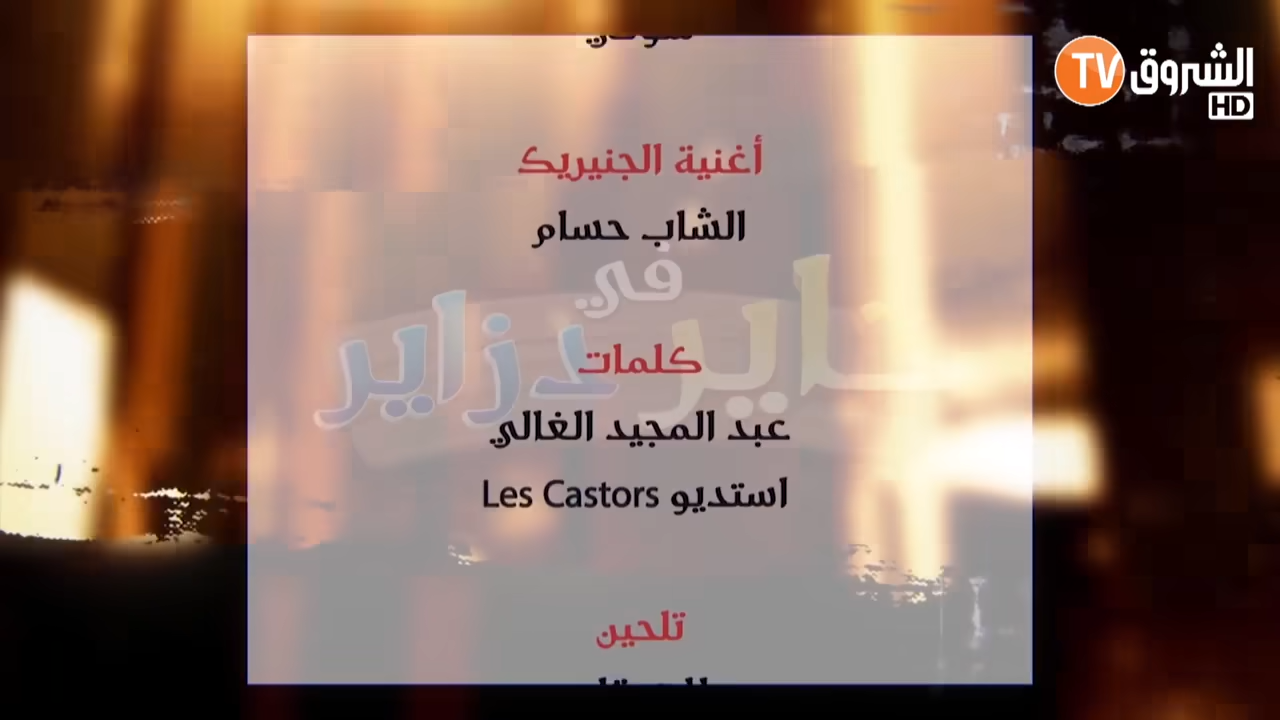 الشروق TV
HD
أغنية الجنيريك
الشاب حسام
في
دزاير
كلمات
عبد المجيد الغالي
استديو Les Castors
تلحين